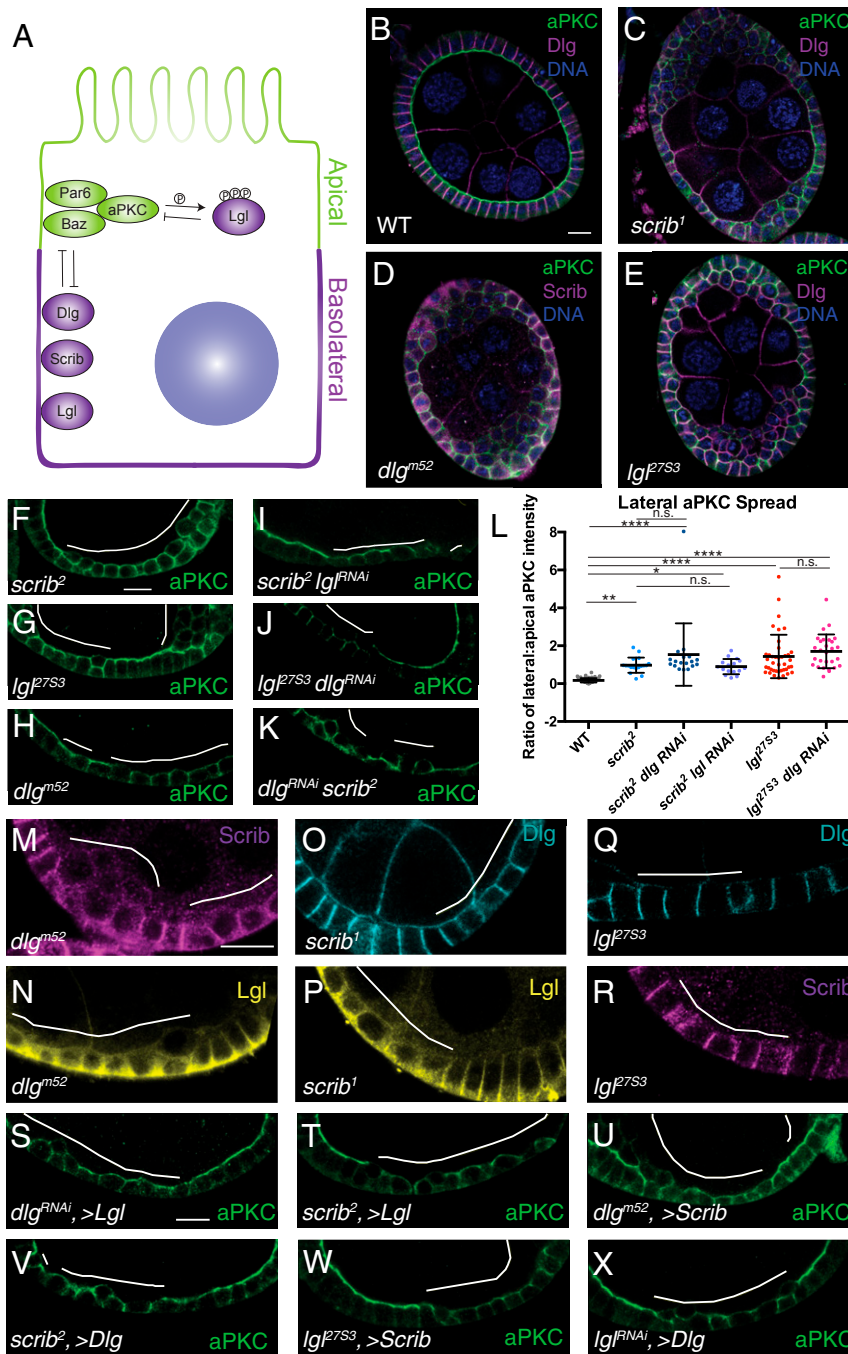 A
Par6
Baz
aPKC
P
PPP
Lgl
Dlg
Scrib
Lgl
Apical
Basolateral
B
aPKC
Dlg
DNA
WT
C
aPKC
Dlg
DNA
scrib1
D
aPKC
Scrib
DNA
dlgm52
E
aPKC
Dlg
DNA
lgl27S3
F
scrib2
aPKC
G
lgl27S3
aPKC
H
dlgm52
aPKC
I
scrib2 lglRNAi
aPKC
J
lgl27S3 dlgRNAi
aPKC
K
dlgRNAi scrib2
aPKC
L
Lateral aPKC Spread
Ratio of lateral:apical aPKC intensity
8
6
4
2
0
-2
n.s.
****
****
****
*
n.s.
n.s.
**
WT
scrib2
scrib2 dlg RNAi
scrib2 lgl RNAi
lgl27S3
lgl27S3 dlg RNAi
M
Scrib
dlgm52
O
Dlg
scrib1
Q
Dlg
lgl27S3
N
Lgl
dlgm52
P
Lgl
scrib1
R
Scrib
lgl27S3
S
dlgRNAi, >Lgl
aPKC
T
scrib2, >Lgl
aPKC
U
dlgm52, >Scrib
aPKC
V
scrib2, >Dlg
aPKC
W
lgl27S3, >Scrib
aPKC
X
lglRNAi, >Dlg
aPKC